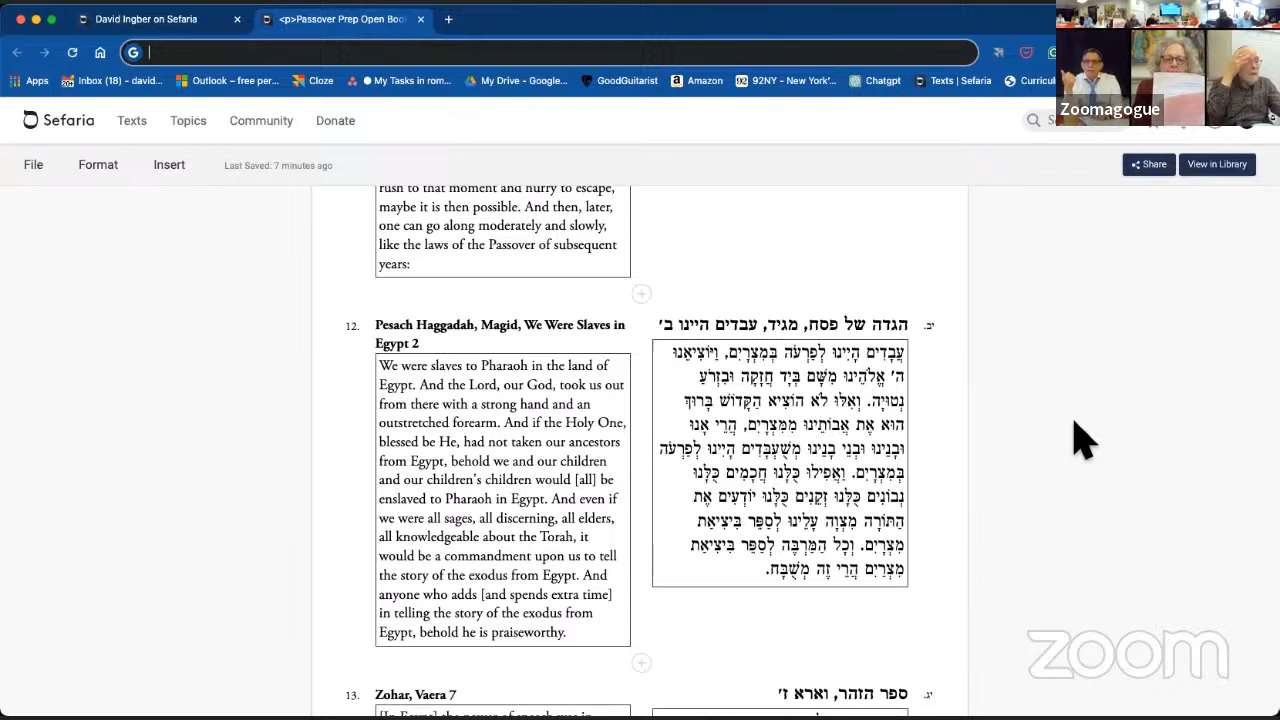 David Ingber on Sefaria
<p>Passover Prep Open Boo
Apps
Inbox (18) – david...
Outlook – free per...
Cloze
● My Tasks in rom...
My Drive – Google...
GoodGuitarist
Amazon
92NY - New York'...
Chatgpt
Texts | Sefaria
Zoomagogue
Sefaria
Texts
Topics
Community
Donate
File
Format
Insert
Last Saved: 7 minutes ago
Share
View in Library
rush to that moment and hurry to escape,
maybe it is then possible. And then, later,
one can go along moderately and slowly,
like the laws of the Passover of subsequent
years:
12.
Pesach Haggadah, Magid, We Were Slaves in
Egypt 2
We were slaves to Pharaoh in the land of
Egypt. And the Lord, our God, took us out
from there with a strong hand and an
outstretched forearm. And if the Holy One,
blessed be He, had not taken our ancestors
from Egypt, behold we and our children
and our children's children would [all] be
enslaved to Pharaoh in Egypt. And even if
we were all sages, all discerning, all elders,
all knowledgeable about the Torah, it
would be a commandment upon us to tell
the story of the exodus from Egypt. And
anyone who adds [and spends extra time]
in telling the story of the exodus from
Egypt, behold he is praiseworthy.
יב.
הגדה של פסח, מגיד, עבדים היינו ב׳
עֲבָדִים הָיִינוּ לְפַרְעֹה בְּמִצְרָיִם, וַיּוֹצִיאֵנוּ
ה׳ אֱלֹהֵינוּ מִשָּׁם בְּיָד חֲזָקָה וּבִזְרֹעַ
נְטוּיָה. וְאִלּוּ לֹא הוֹצִיא הַקָּדוֹשׁ בָּרוּךְ
הוּא אֶת אֲבוֹתֵינוּ מִמִּצְרָיִם, הֲרֵי אָנוּ
וּבָנֵינוּ וּבְנֵי בָנֵינוּ מְשֻׁעְבָּדִים הָיִינוּ לְפַרְעֹה
בְּמִצְרָיִם. וַאֲפִילוּ כֻּלָּנוּ חֲכָמִים כֻּלָּנוּ
נְבוֹנִים כֻּלָּנוּ זְקֵנִים כֻּלָּנוּ יוֹדְעִים אֶת
הַתּוֹרָה מִצְוָה עָלֵינוּ לְסַפֵּר בִּיצִיאַת
מִצְרָיִם. וְכָל הַמַּרְבֶּה לְסַפֵּר בִּיצִיאַת
מִצְרַיִם הֲרֵי זֶה מְשֻׁבָּח.
13.
Zohar, Vaera 7
יג.
ספר הזהר, וארא ז׳
zoom